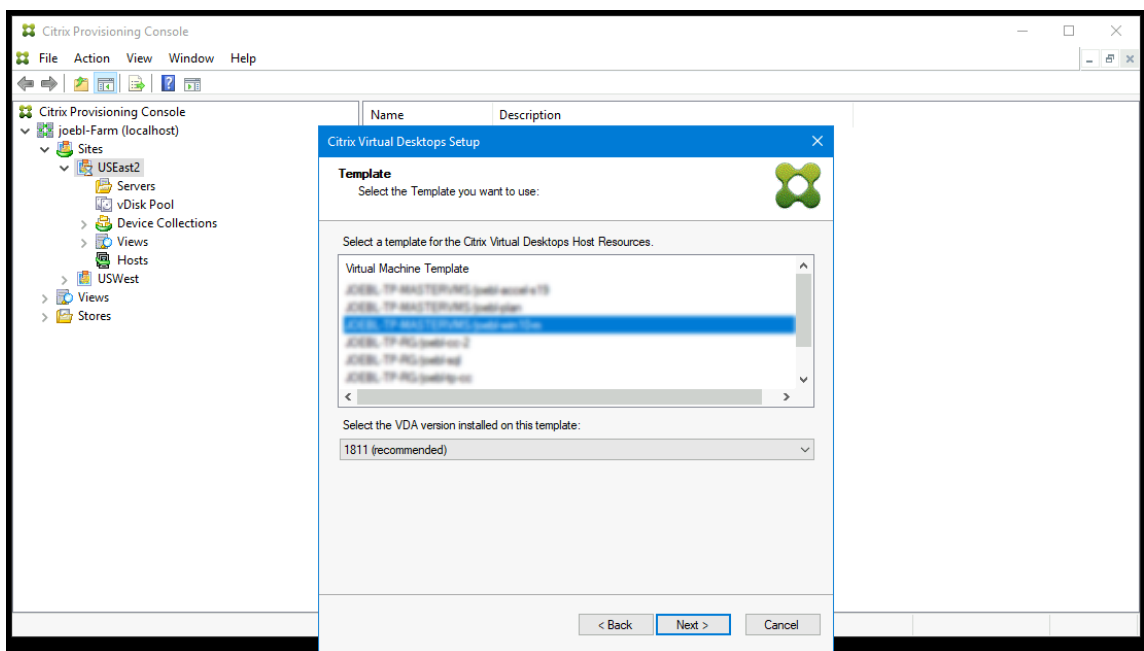 Citrix Provisioning Console
File Action View Window Help
Citrix Provisioning Console
joebl-Farm (localhost)
Sites
USEast2
Servers
vDisk Pool
Device Collections
Views
Hosts
USWest
Views
Stores
Name Description
Citrix Virtual Desktops Setup
Template
Select the Template you want to use:
Select a template for the Citrix Virtual Desktops Host Resources.
Virtual Machine Template
Select the VDA version installed on this template:
1811 (recommended)
< Back Next > Cancel